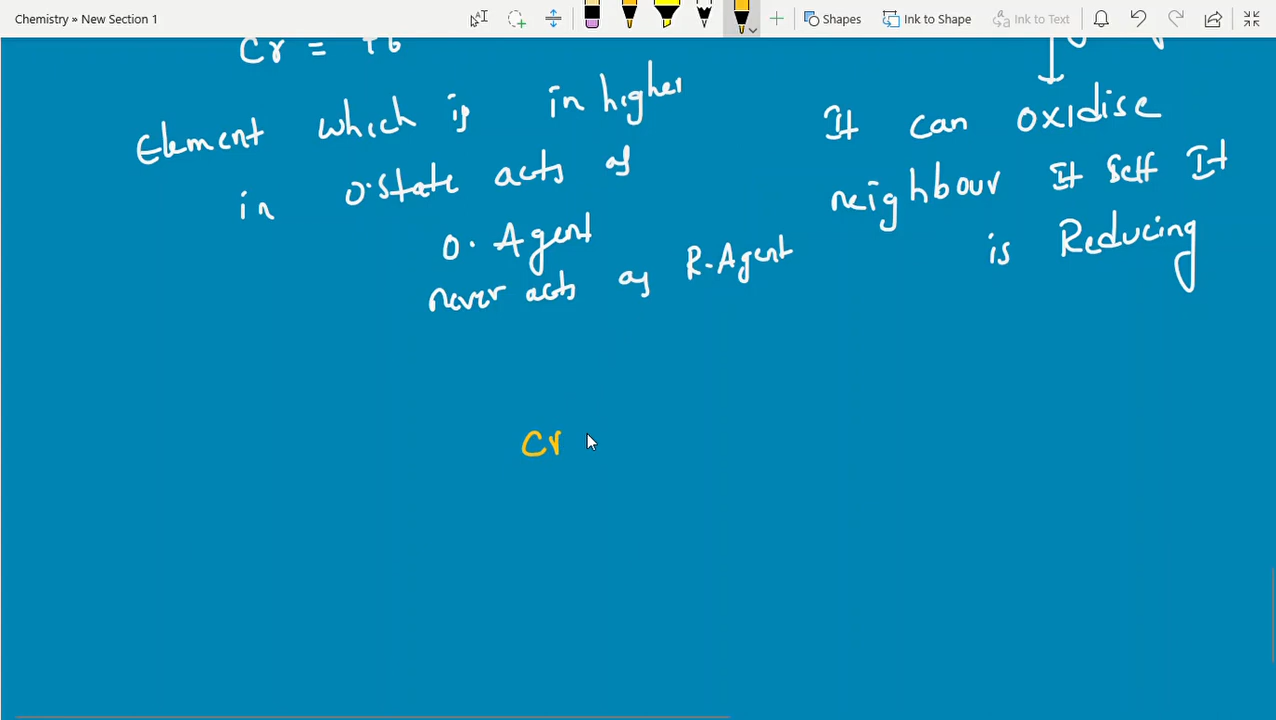 Chemistry » New Section 1
Shapes
Ink to Shape
Ink to Text
Cr = +6
Element which is in higher
in O.State acts as
O. Agent
never acts as R.Agent
It can oxidise
neighbour It Self It
is Reducing
Cr